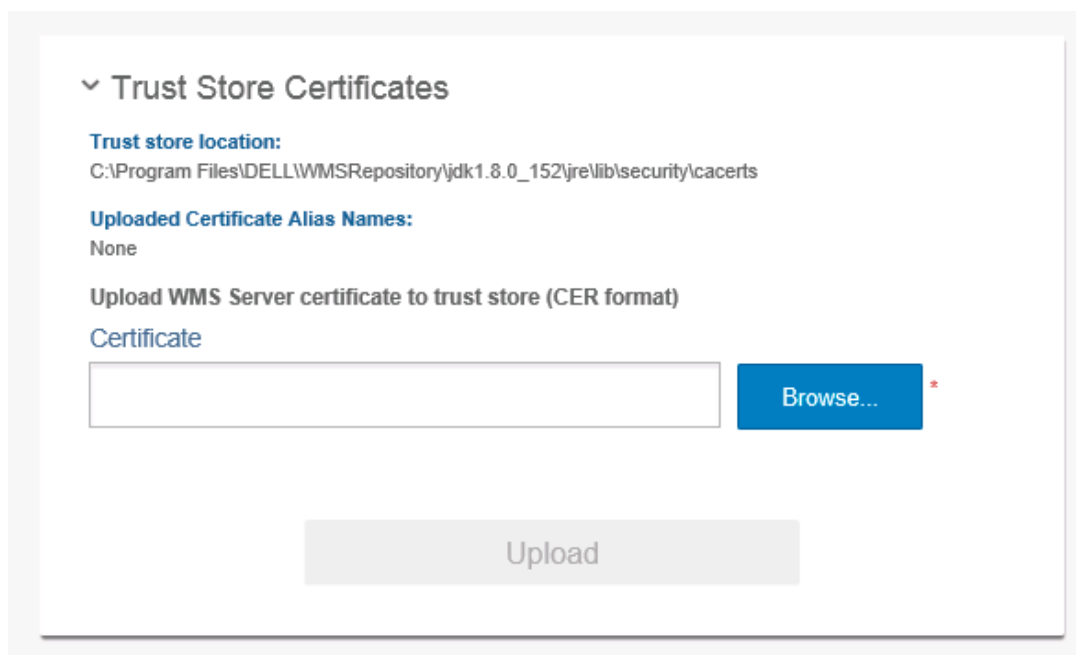 Trust Store Certificates
Trust store location:
C:\Program Files\DELL\WMSRepository\jdk1.8.0_152\jre\lib\security\cacerts
Uploaded Certificate Alias Names:
None
Upload WMS Server certificate to trust store (CER format)
Certificate
Browse... *
Upload